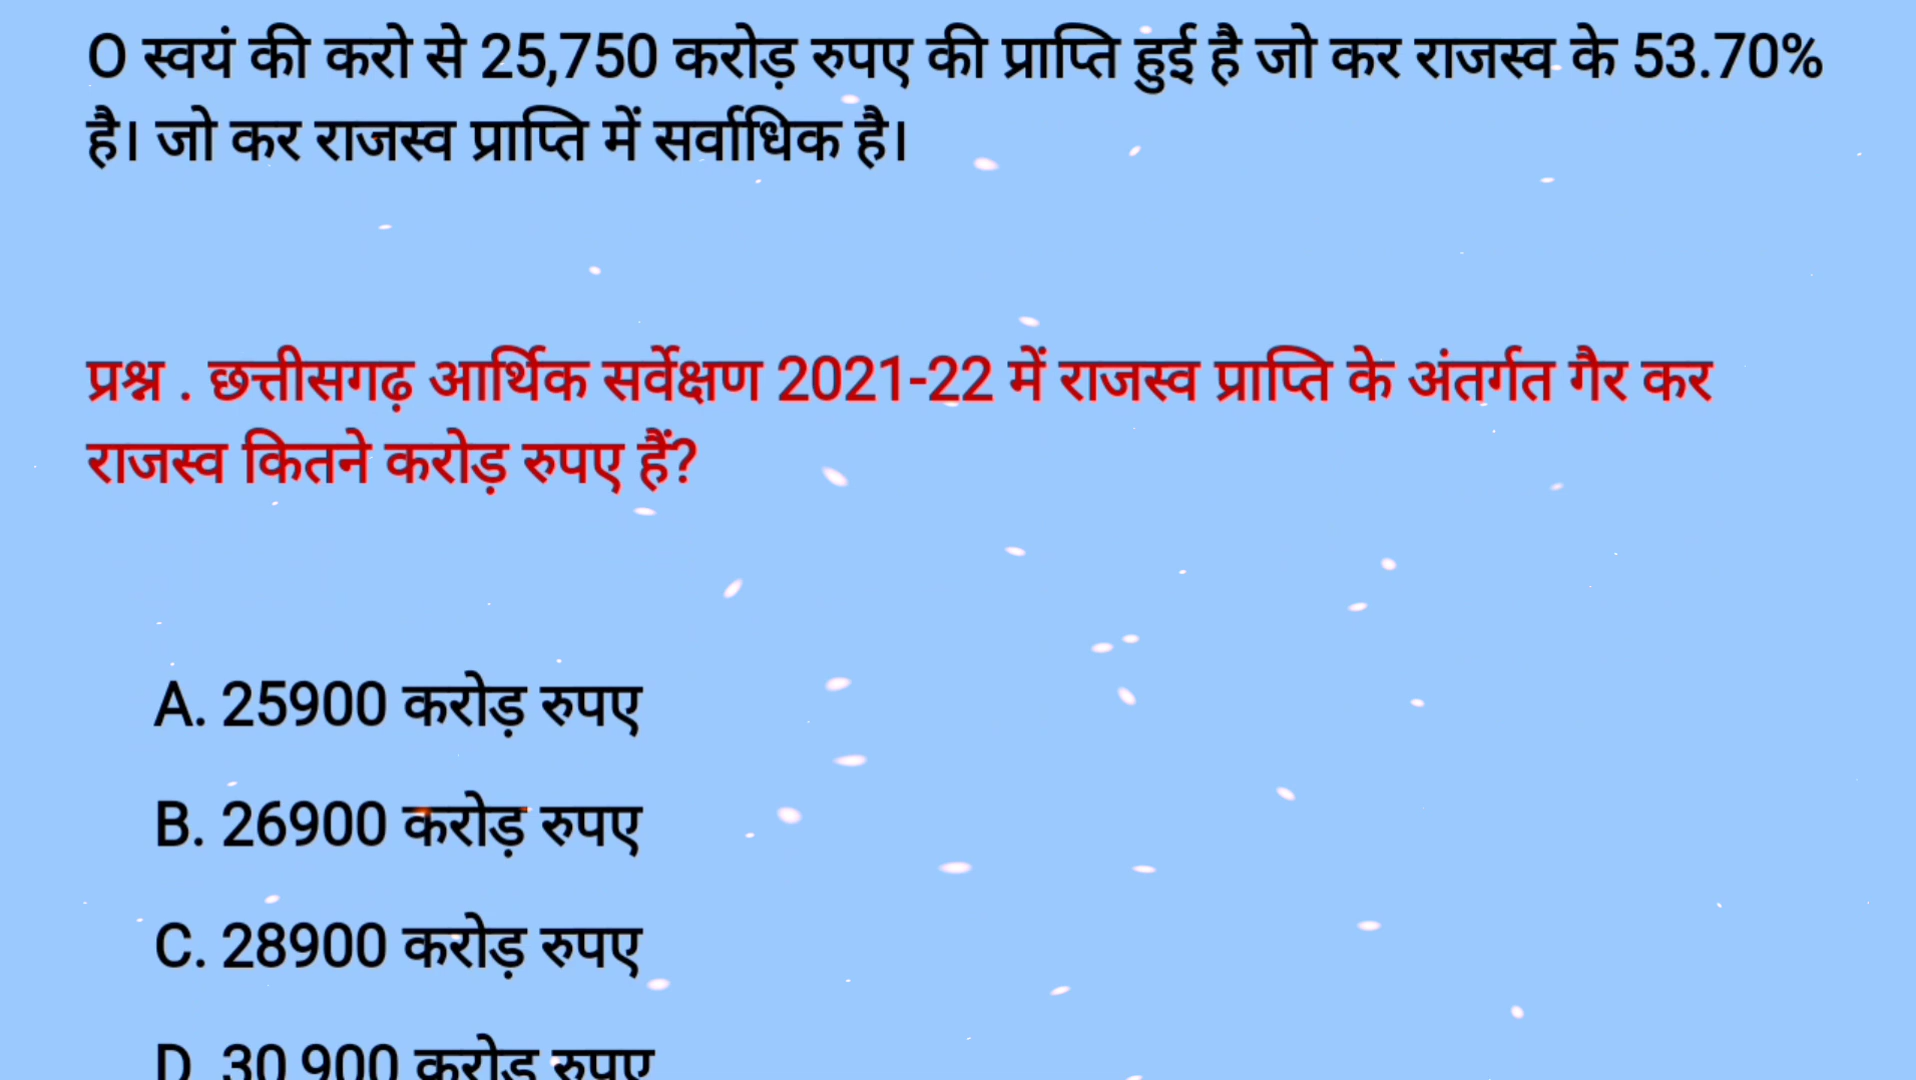 O स्वयं की करो से 25,750 करोड़ रुपए की प्राप्ति हुई है जो कर राजस्व के 53.70%
है। जो कर राजस्व प्राप्ति में सर्वाधिक है।
प्रश्न . छत्तीसगढ़ आर्थिक सर्वेक्षण 2021-22 में राजस्व प्राप्ति के अंतर्गत गैर कर
राजस्व कितने करोड़ रुपए हैं?
A. 25900 करोड़ रुपए
B. 26900 करोड़ रुपए
C. 28900 करोड़ रुपए
D. 30,900 करोड़ रुपए